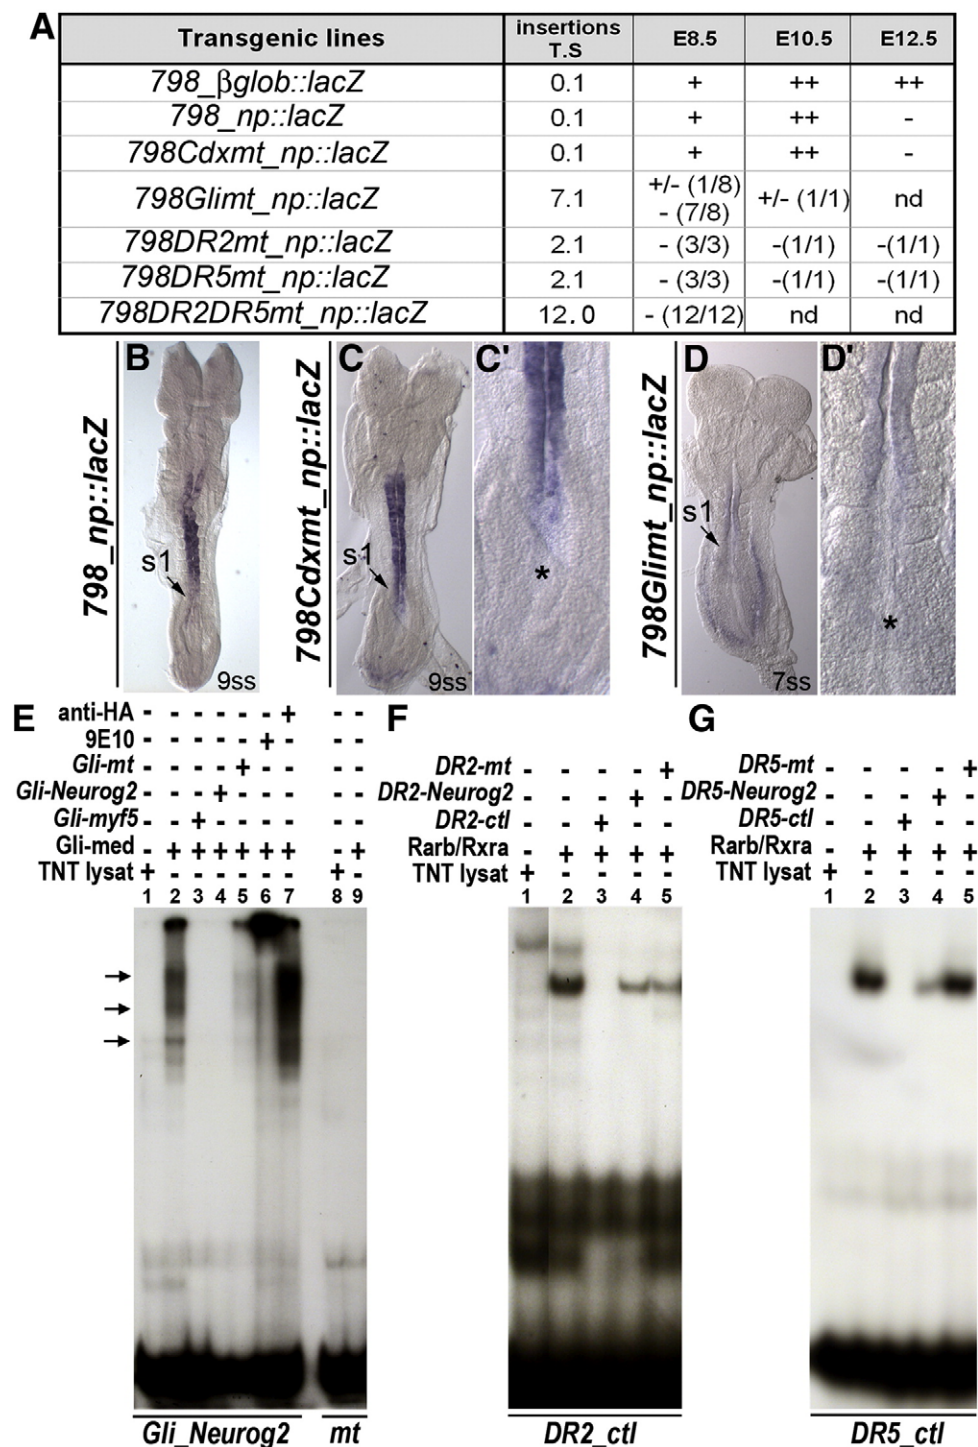 A
Transgenic lines insertions T.S E8.5 E10.5 E12.5
798_βglob::lacZ 0.1 + ++ ++
798_np::lacZ 0.1 + ++ -
798Cdxmt_np::lacZ 0.1 + ++ -
798Glimt_np::lacZ 7.1 +/- (1/8) - (7/8) +/- (1/1) nd
798DR2mt_np::lacZ 2.1 - (3/3) -(1/1) -(1/1)
798DR5mt_np::lacZ 2.1 - (3/3) -(1/1) -(1/1)
798DR2DR5mt_np::lacZ 12.0 - (12/12) nd nd
798_np::lacZ
B
s1
9ss
798Cdxmt_np::lacZ
C
s1
9ss
C'
*
798Glimt_np::lacZ
D
s1
7ss
D'
*
E
anti-HA - - - - - - + - -
9E10 - - - - - + - - -
Gli-mt - - - - + - - - -
Gli-Neurog2 - - - + - - - - -
Gli-myf5 - - + - - - - - -
Gli-med - + + + + + + - +
TNT lysat + - - - - - - + -
1 2 3 4 5 6 7 8 9
Gli_Neurog2 mt
F
DR2-mt - - - - +
DR2-Neurog2 - - - + -
DR2-ctl - - + - -
Rarb/Rxra - + + + +
TNT lysat + - - - -
1 2 3 4 5
DR2_ctl
G
DR5-mt - - - - +
DR5-Neurog2 - - - + -
DR5-ctl - - + - -
Rarb/Rxra - + + + +
TNT lysat + - - - -
1 2 3 4 5
DR5_ctl